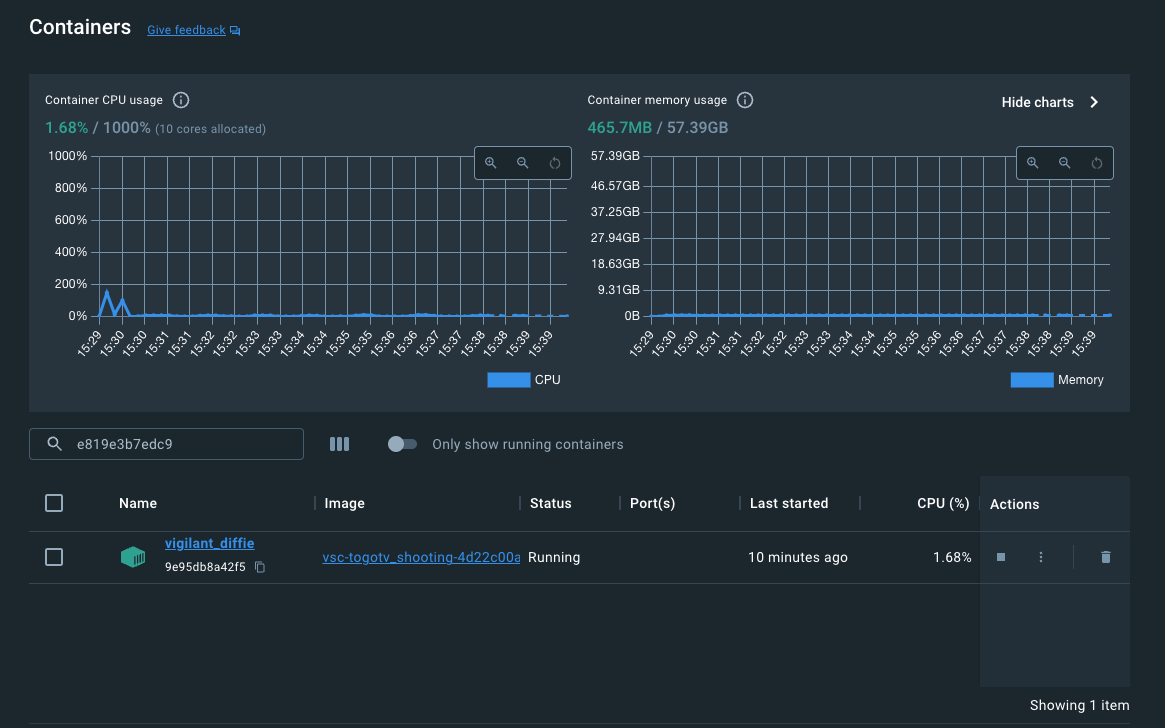 Containers Give feedback
Container CPU usage
1.68% / 1000% (10 cores allocated)
1000%
800%
600%
400%
200%
0%
15:29 15:30 15:30 15:31 15:31 15:32 15:32 15:33 15:33 15:34 15:34 15:35 15:35 15:36 15:36 15:37 15:37 15:38 15:38 15:39 15:39
CPU
Container memory usage
465.7MB / 57.39GB
Hide charts
57.39GB
46.57GB
37.25GB
27.94GB
18.63GB
9.31GB
0B
15:29 15:30 15:30 15:31 15:31 15:32 15:32 15:33 15:33 15:34 15:34 15:35 15:35 15:36 15:36 15:37 15:37 15:38 15:38 15:39 15:39
Memory
e819e3b7edc9
Only show running containers
Name Image Status Port(s) Last started CPU (%) Actions
vigilant_diffie
9e95db8a42f5
vsc-togotv_shooting-4d22c00a Running 10 minutes ago 1.68%
Showing 1 item